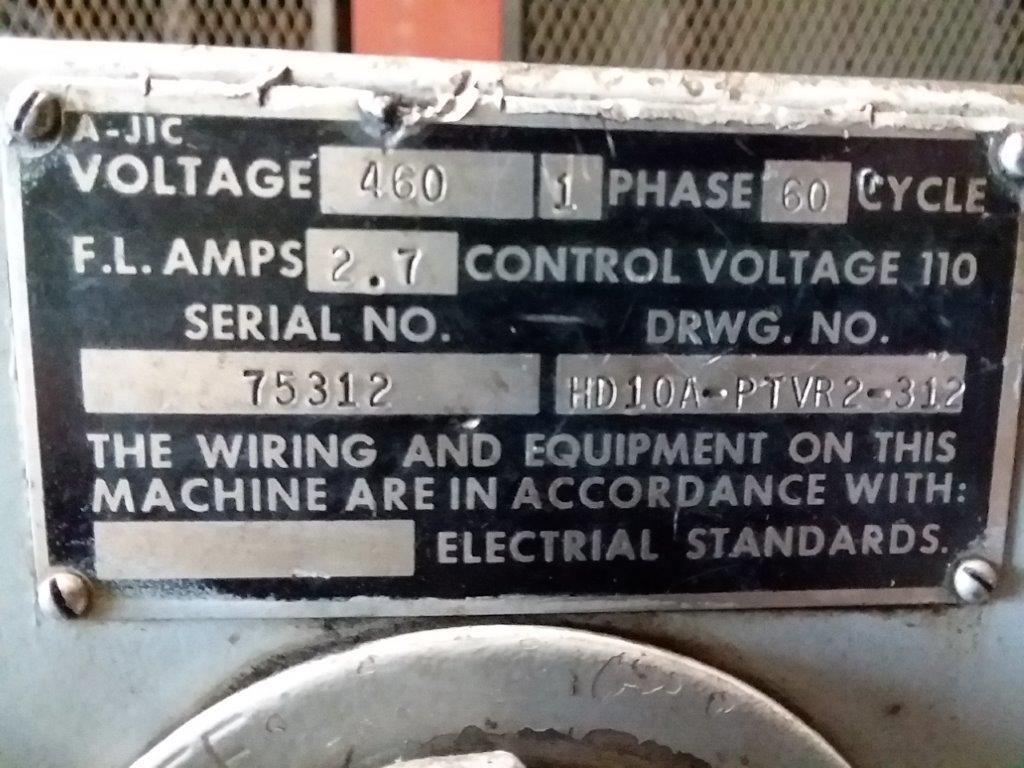 A-JIC
VOLTAGE 460 1 PHASE 60 CYCLE
F.L. AMPS 2.7 CONTROL VOLTAGE 110
SERIAL NO. DRWG. NO.
75312 HD10A-PTVR2-312
THE WIRING AND EQUIPMENT ON THIS
MACHINE ARE IN ACCORDANCE WITH:
ELECTRIAL STANDARDS.